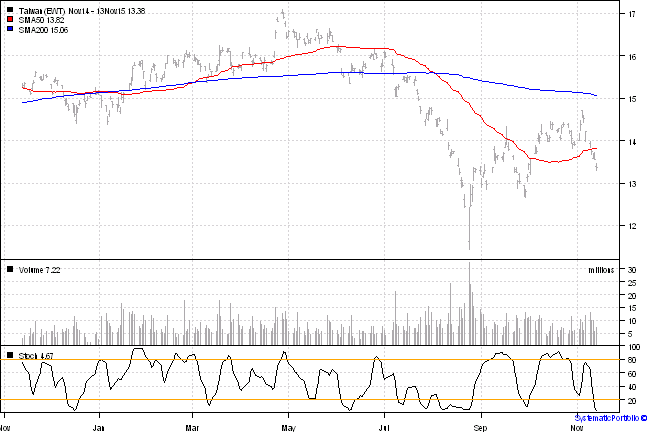 Taiwan (EWT) Nov14 - 13Nov15 13.38
SMA50 13.82
SMA200 15.06
17
16
15
14
13
12
Volume 7.22
millions
30
25
20
15
10
5
Stoch 4.67
100
80
60
40
20
Nov Jan Mar May Jul Sep Nov
SystematicPortfolio ©